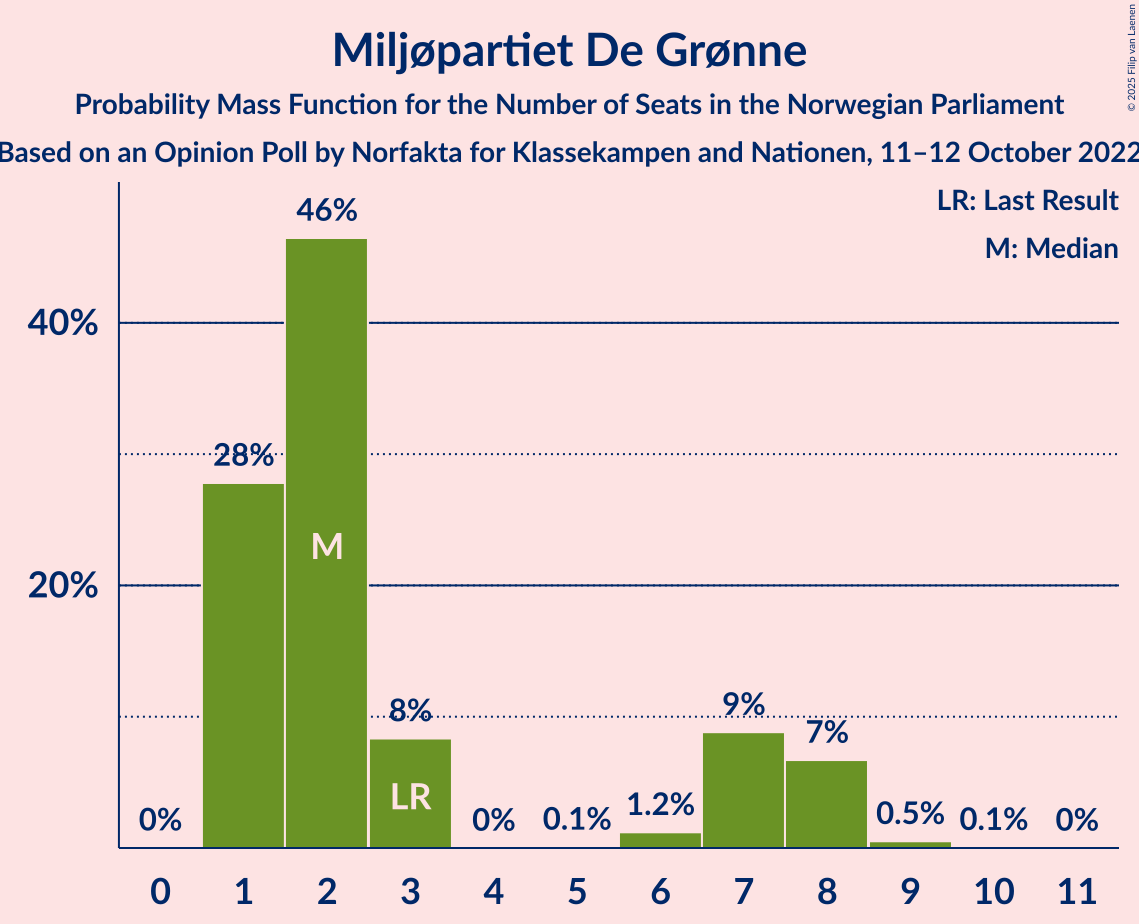 Miljøpartiet De Grønne
Probability Mass Function for the Number of Seats in the Norwegian Parliament
Based on an Opinion Poll by Norfakta for Klassekampen and Nationen, 11–12 October 2022
© 2025 Filip van Laenen
LR: Last Result
M: Median
40%
20%
0%
28%
46%
8%
0%
0.1%
1.2%
9%
7%
0.5%
0.1%
0%
M
LR
0 1 2 3 4 5 6 7 8 9 10 11